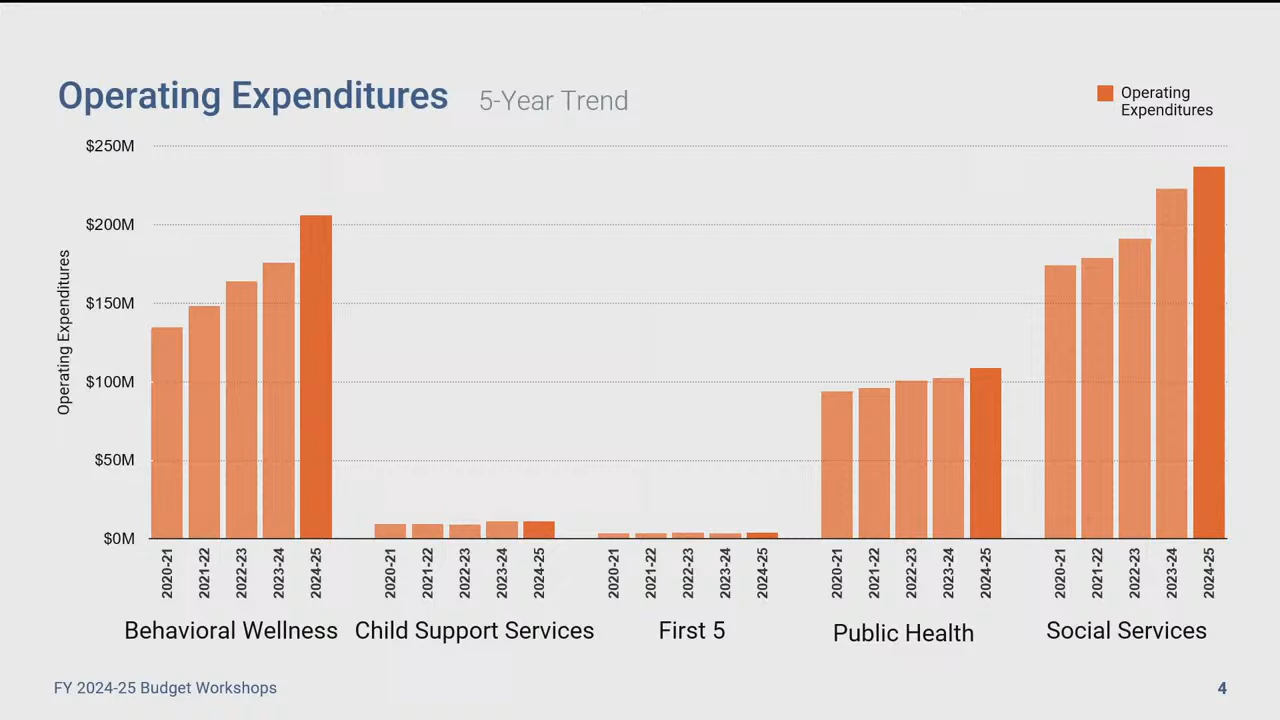 Operating Expenditures 5-Year Trend
Operating
Expenditures
Operating Expenditures
$250M
$200M
$150M
$100M
$50M
$0M
2020-21 2021-22 2022-23 2023-24 2024-25 2020-21 2021-22 2022-23 2023-24 2024-25 2020-21 2021-22 2022-23 2023-24 2024-25 2020-21 2021-22 2022-23 2023-24 2024-25 2020-21 2021-22 2022-23 2023-24 2024-25
Behavioral Wellness Child Support Services First 5 Public Health Social Services
FY 2024-25 Budget Workshops 4